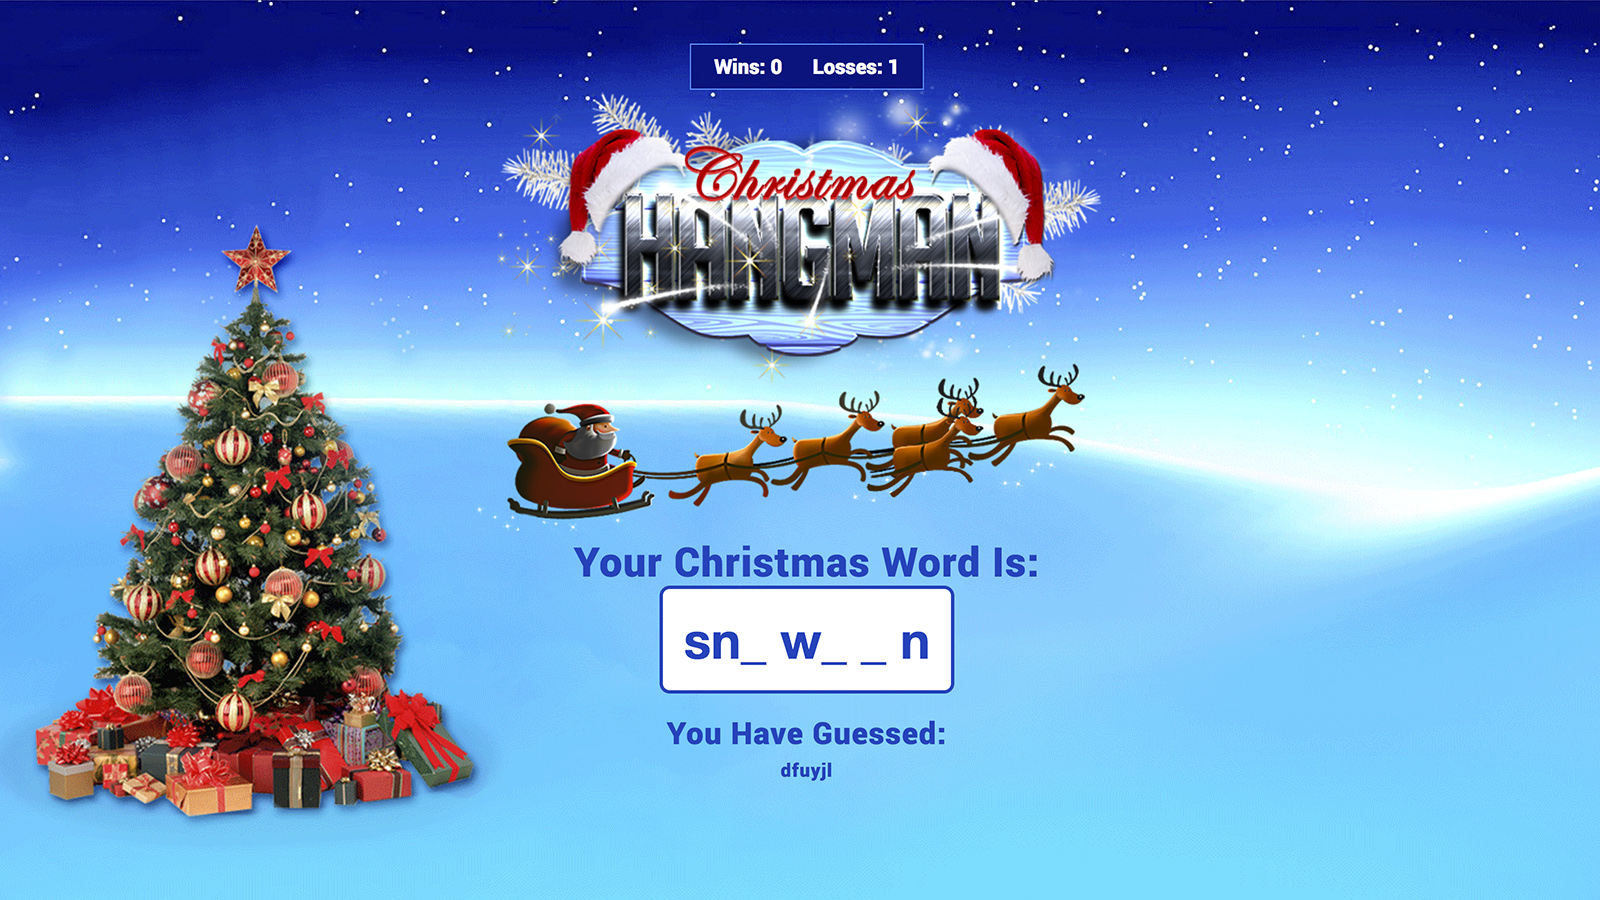 Wins: 0 Losses: 1
Christmas
HANGMAN
Your Christmas Word Is:
sn_ w_ _ n
You Have Guessed:
dfuyjl